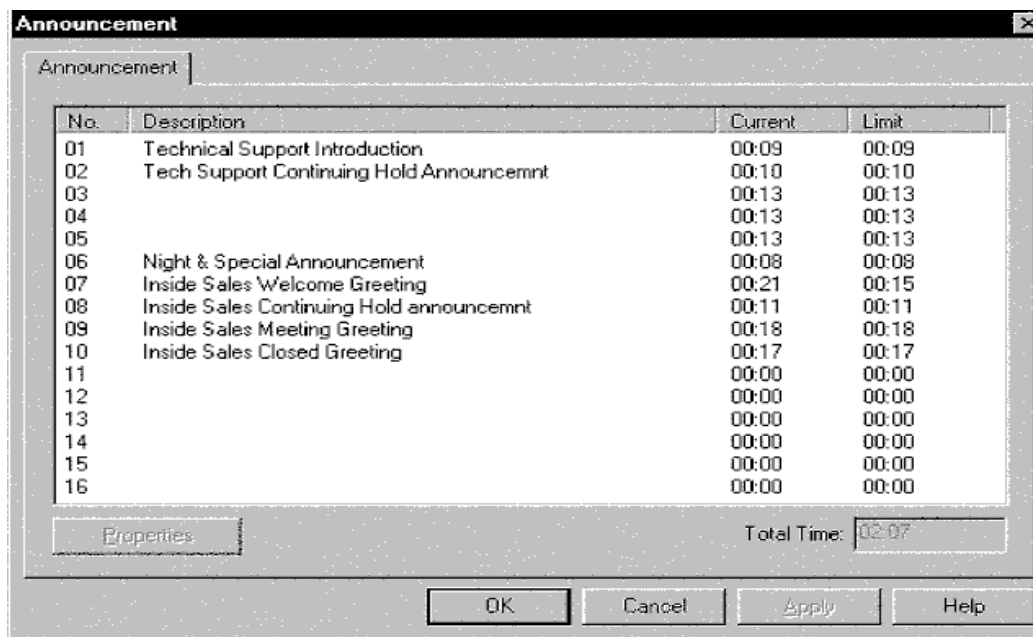 Announcement
Announcement
No. Description Current Limit
01 Technical Support Introduction 00:09 00:09
02 Tech Support Continuing Hold Announcemnt 00:10 00:10
03 00:13 00:13
04 00:13 00:13
05 00:13 00:13
06 Night & Special Announcement 00:08 00:08
07 Inside Sales Welcome Greeting 00:21 00:15
08 Inside Sales Continuing Hold announcemnt 00:11 00:11
09 Inside Sales Meeting Greeting 00:18 00:18
10 Inside Sales Closed Greeting 00:17 00:17
11 00:00 00:00
12 00:00 00:00
13 00:00 00:00
14 00:00 00:00
15 00:00 00:00
16 00:00 00:00
Properties Total Time: 02:07
OK Cancel Apply Help